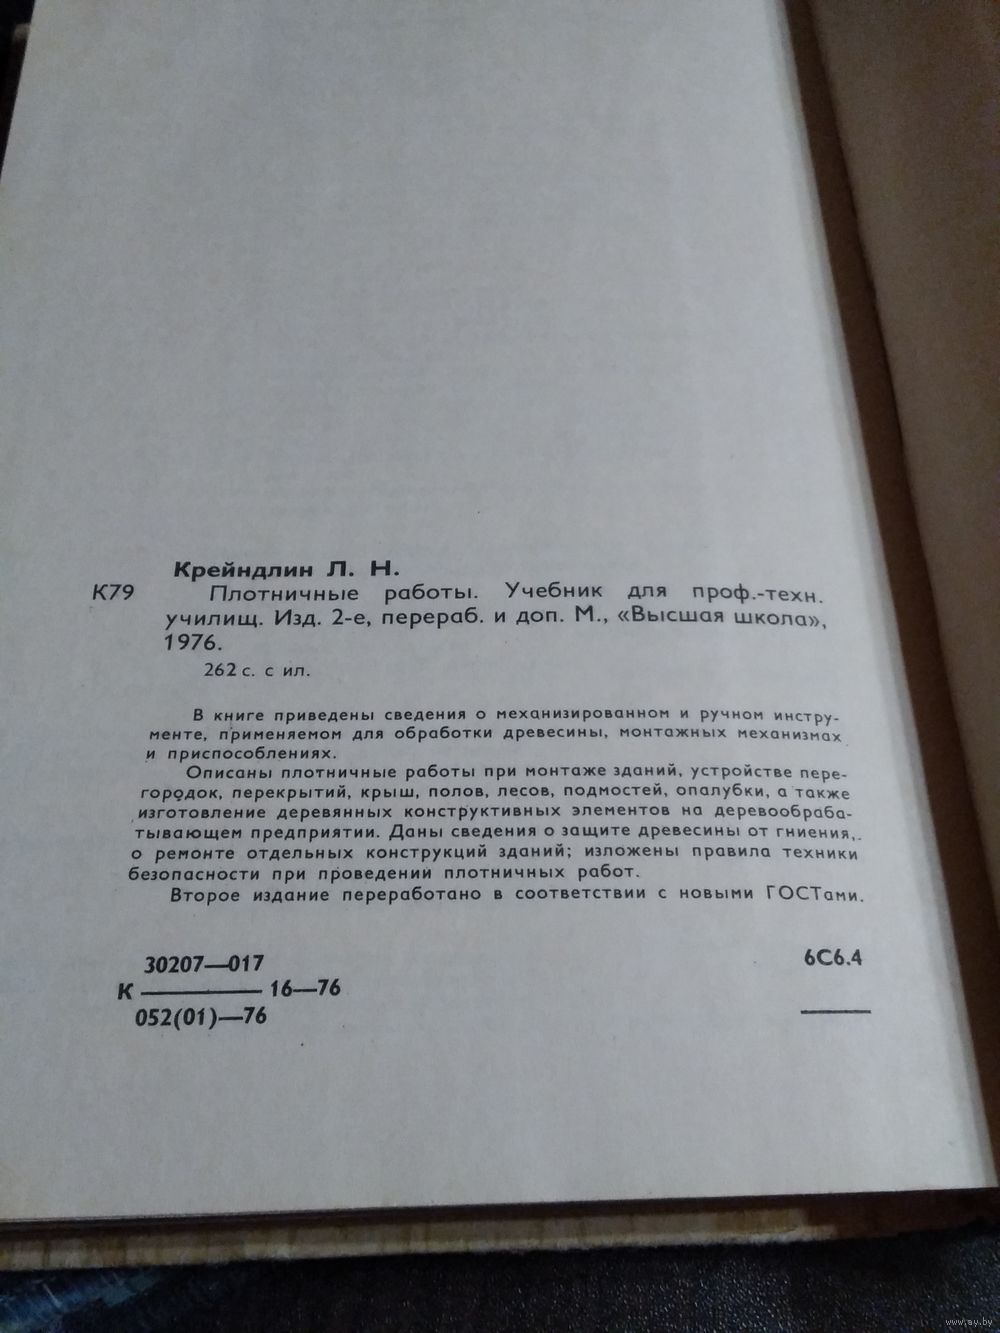 Крейндлин Л. Н.
К79 Плотничные работы. Учебник для проф.-техн.
училищ. Изд. 2-е, перераб. и доп. М., «Высшая школа»,
1976.
262 с. с ил.
В книге приведены сведения о механизированном и ручном инстру-
менте, применяемом для обработки древесины, монтажных механизмах
и приспособлениях.
Описаны плотничные работы при монтаже зданий, устройстве пере-
городок, перекрытий, крыш, полов, лесов, подмостей, опалубки, а также
изготовление деревянных конструктивных элементов на деревообраба-
тывающем предприятии. Даны сведения о защите древесины от гниения,
о ремонте отдельных конструкций зданий; изложены правила техники
безопасности при проведений плотничных работ.
Второе издание переработано в соответствии с новыми ГОСТами.
30207—017 6С6.4
К ——— 16—76
052(01)—76
www.ay.by